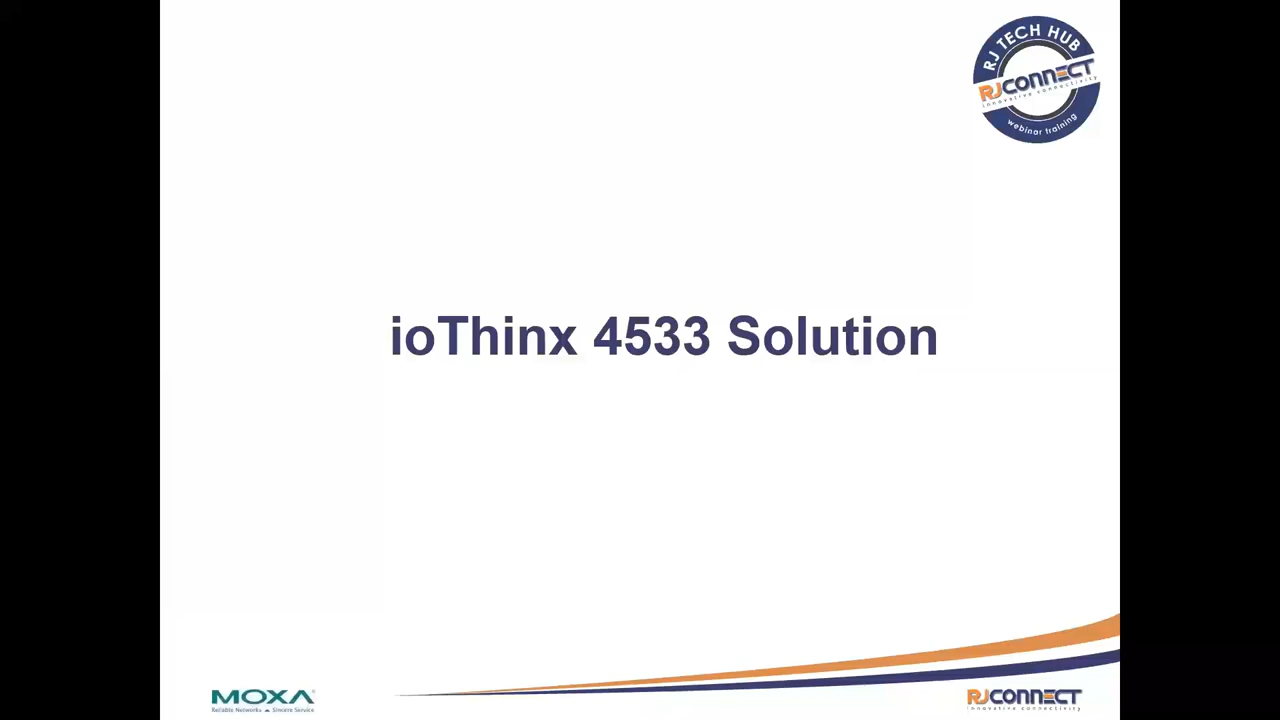 RJ TECH HUB
RJCONNECT
innovative connectivity
webinar training
ioThinx 4533 Solution
MOXA®
Reliable Networks ▲ Sincere Service
RJCONNECT
innovative connectivity